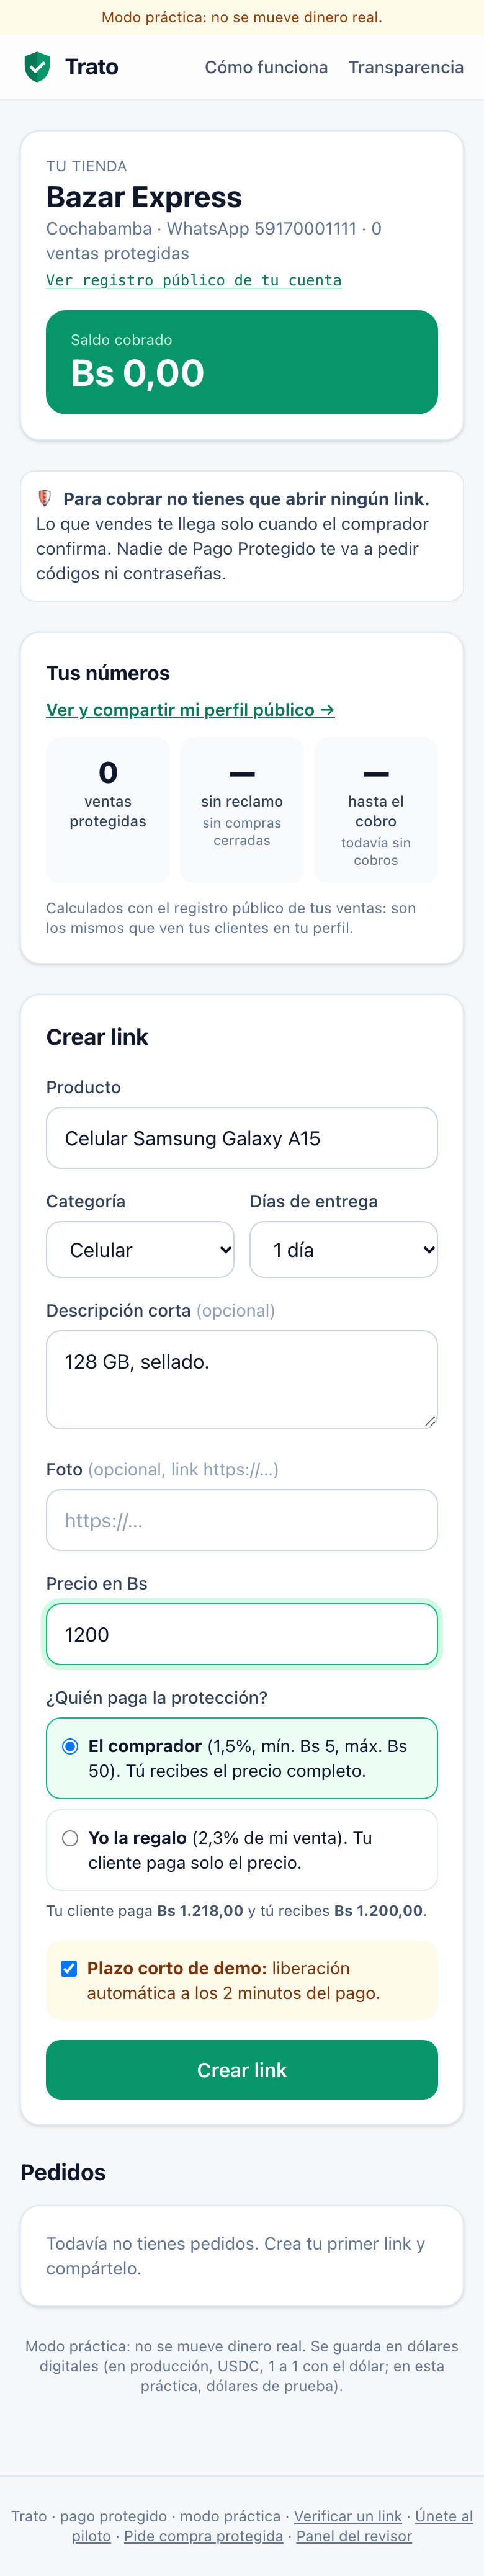 Modo práctica: no se mueve dinero real.
Trato
Cómo funciona
Transparencia
TU TIENDA
Bazar Express
Cochabamba · WhatsApp 59170001111 · 0
ventas protegidas
Ver registro público de tu cuenta
Saldo cobrado
Bs 0,00
Para cobrar no tienes que abrir ningún link.
Lo que vendes te llega solo cuando el comprador
confirma. Nadie de Pago Protegido te va a pedir
códigos ni contraseñas.
Tus números
Ver y compartir mi perfil público →
0
ventas
protegidas
—
sin reclamo
sin compras
cerradas
—
hasta el
cobro
todavía sin
cobros
Calculados con el registro público de tus ventas: son
los mismos que ven tus clientes en tu perfil.
Crear link
Producto
Celular Samsung Galaxy A15
Categoría
Días de entrega
Celular
1 día
Descripción corta (opcional)
128 GB, sellado.
Foto (opcional, link https://...)
https://...
Precio en Bs
1200
¿Quién paga la protección?
El comprador (1,5%, mín. Bs 5, máx. Bs
50). Tú recibes el precio completo.
Yo la regalo (2,3% de mi venta). Tu
cliente paga solo el precio.
Tu cliente paga Bs 1.218,00 y tú recibes Bs 1.200,00.
Plazo corto de demo: liberación
automática a los 2 minutos del pago.
Crear link
Pedidos
Todavía no tienes pedidos. Crea tu primer link y
compártelo.
Modo práctica: no se mueve dinero real. Se guarda en dólares
digitales (en producción, USDC, 1 a 1 con el dólar; en esta
práctica, dólares de prueba).
Trato · pago protegido · modo práctica · Verificar un link · Únete al
piloto · Pide compra protegida · Panel del revisor